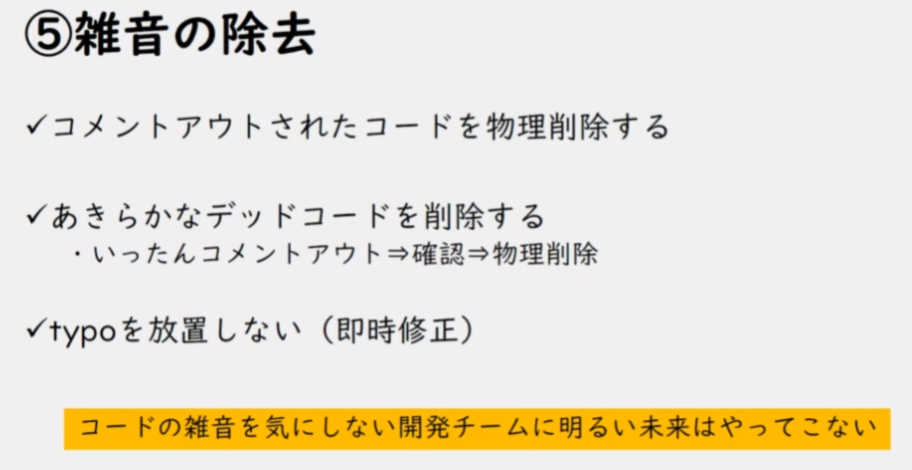 ⑤雑音の除去
✓コメントアウトされたコードを物理削除する
✓あきらかなデッドコードを削除する
・いったんコメントアウト⇒確認⇒物理削除
✓typoを放置しない（即時修正）
コードの雑音を気にしない開発チームに明るい未来はやってこない